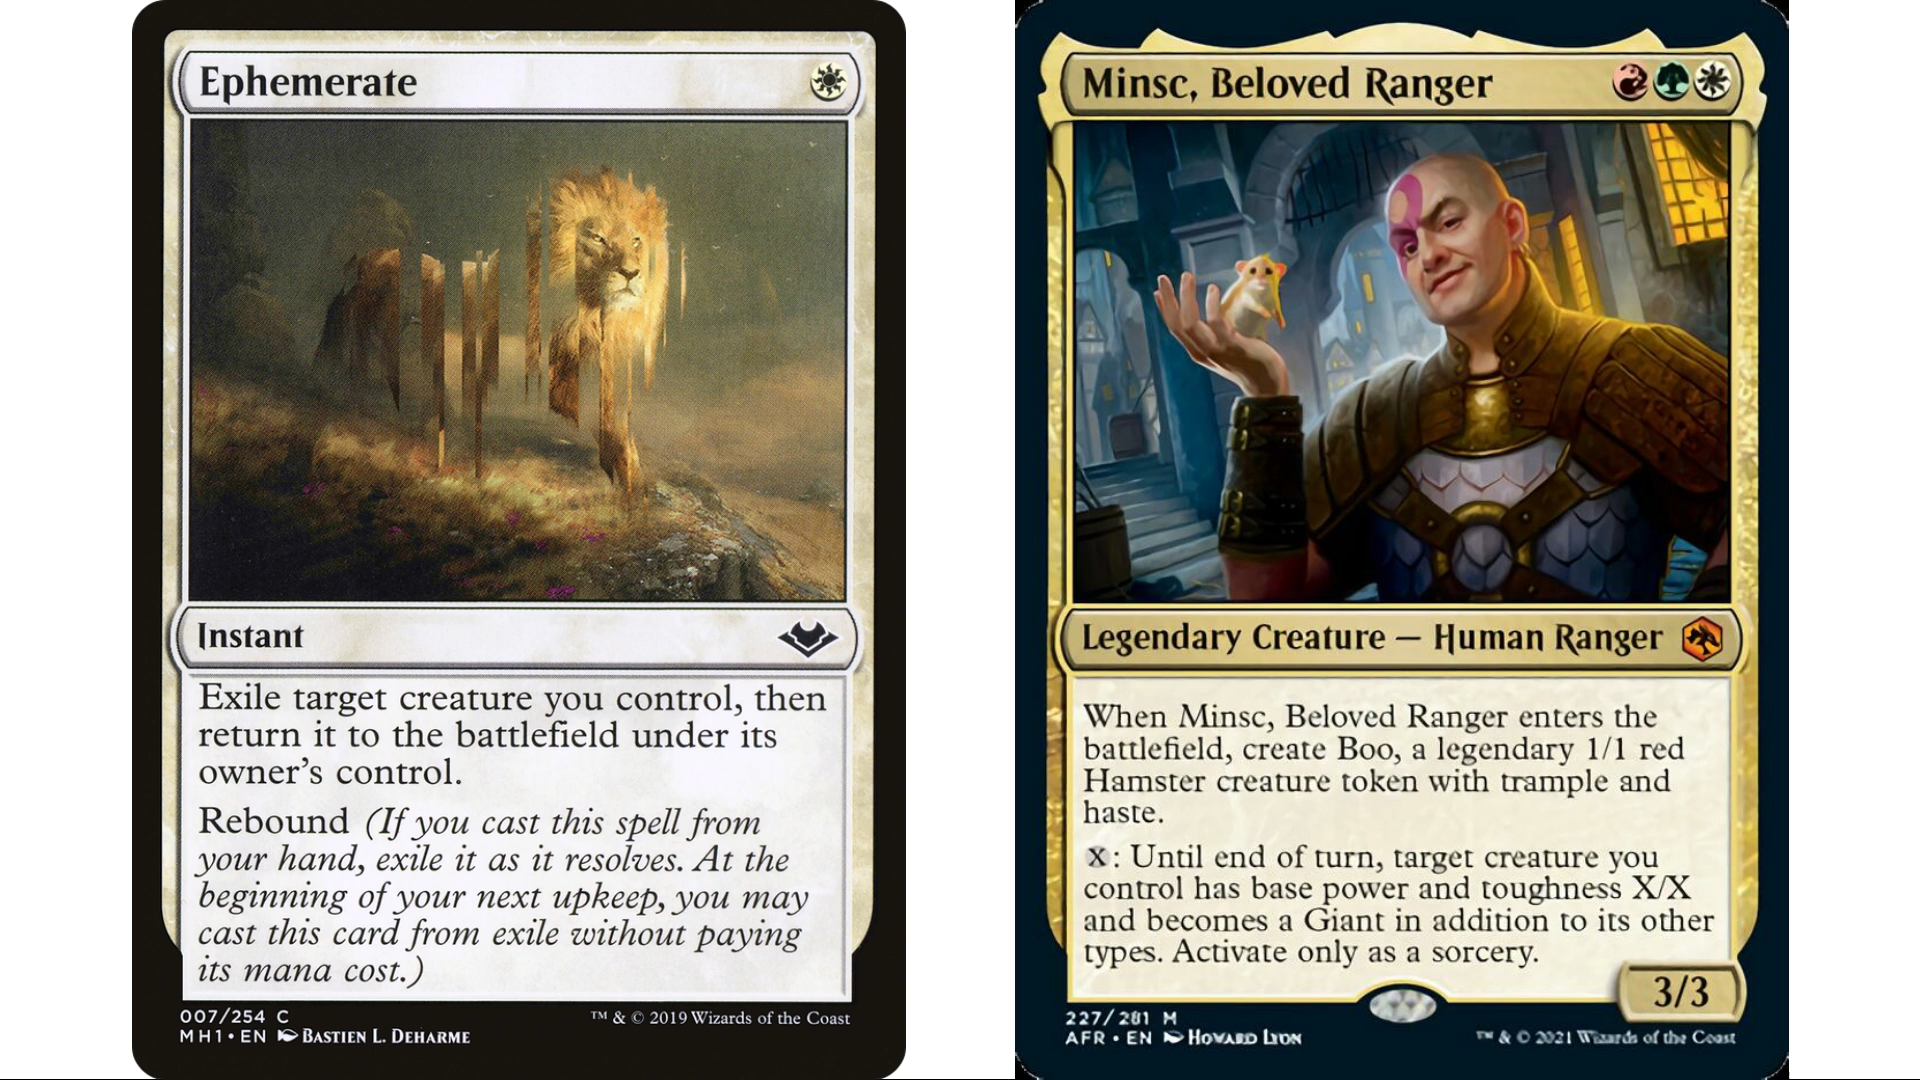 Ephemerate
Instant
Exile target creature you control, then
return it to the battlefield under its
owner's control.
Rebound (If you cast this spell from
your hand, exile it as it resolves. At the
beginning of your next upkeep, you may
cast this card from exile without paying
its mana cost.)
007/254 C
MH1 • EN BASTIEN L. DEHARME
™ & © 2019 Wizards of the Coast
Minsc, Beloved Ranger
Legendary Creature — Human Ranger
When Minsc, Beloved Ranger enters the
battlefield, create Boo, a legendary 1/1 red
Hamster creature token with trample and
haste.
X: Until end of turn, target creature you
control has base power and toughness X/X
and becomes a Giant in addition to its other
types. Activate only as a sorcery.
3/3
227/281 M
AFR • EN HOWARD LYON
™ & © 2021 Wizards of the Coast